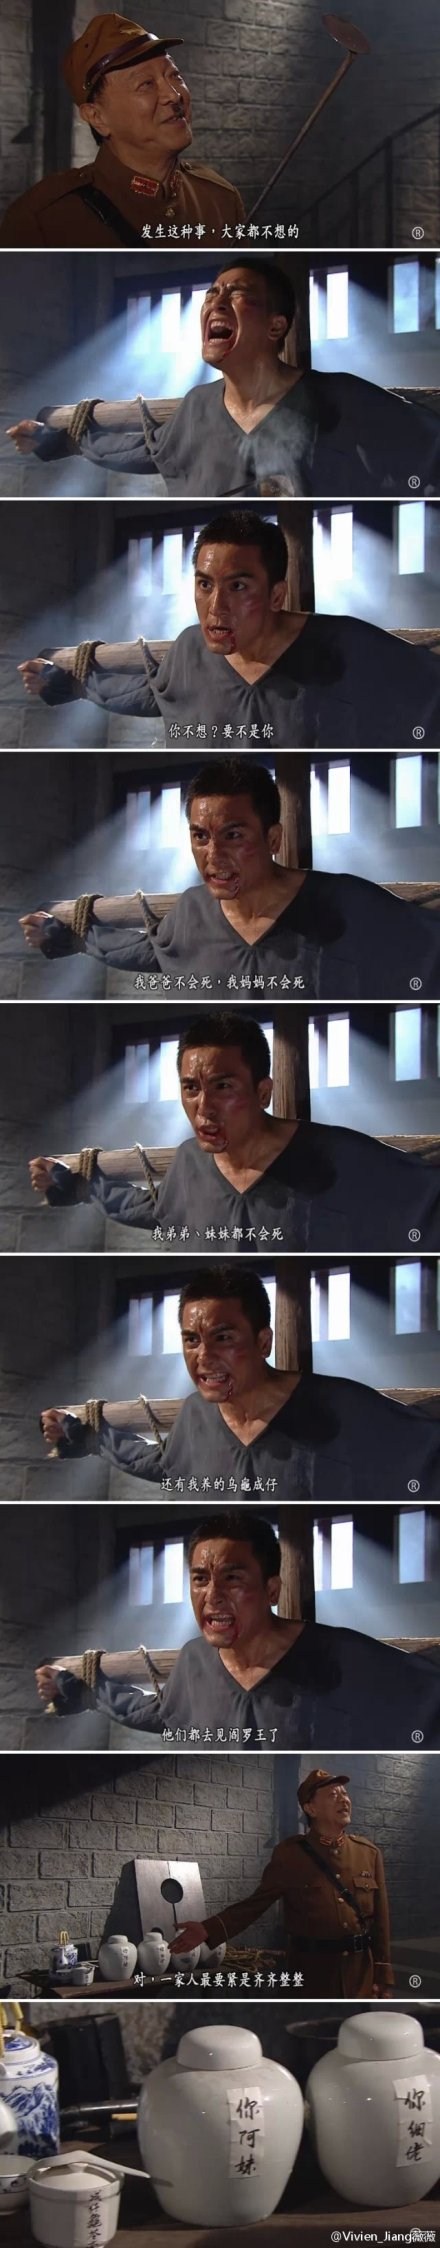 发生这种事，大家都不想的
®
®
你不想？要不是你
®
我爸爸不会死，我妈妈不会死
®
我弟弟、妹妹都不会死
®
还有我养的乌龟成仔
®
他们都去见阎罗王了
®
对，一家人最要紧是齐齐整整
®
你阿妹
你细佬
@Vivien_Jiang薇薇